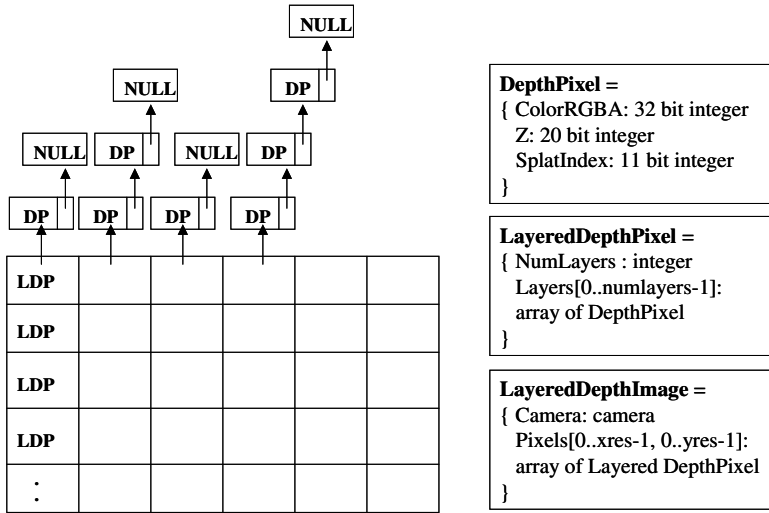 NULL
NULL DP
NULL DP NULL DP
DP DP DP DP
LDP
LDP
LDP
LDP
:
DepthPixel =
{ ColorRGBA: 32 bit integer
Z: 20 bit integer
SplatIndex: 11 bit integer
}
LayeredDepthPixel =
{ NumLayers : integer
Layers[0..numlayers-1]:
array of DepthPixel
}
LayeredDepthImage =
{ Camera: camera
Pixels[0..xres-1, 0..yres-1]:
array of Layered DepthPixel
}